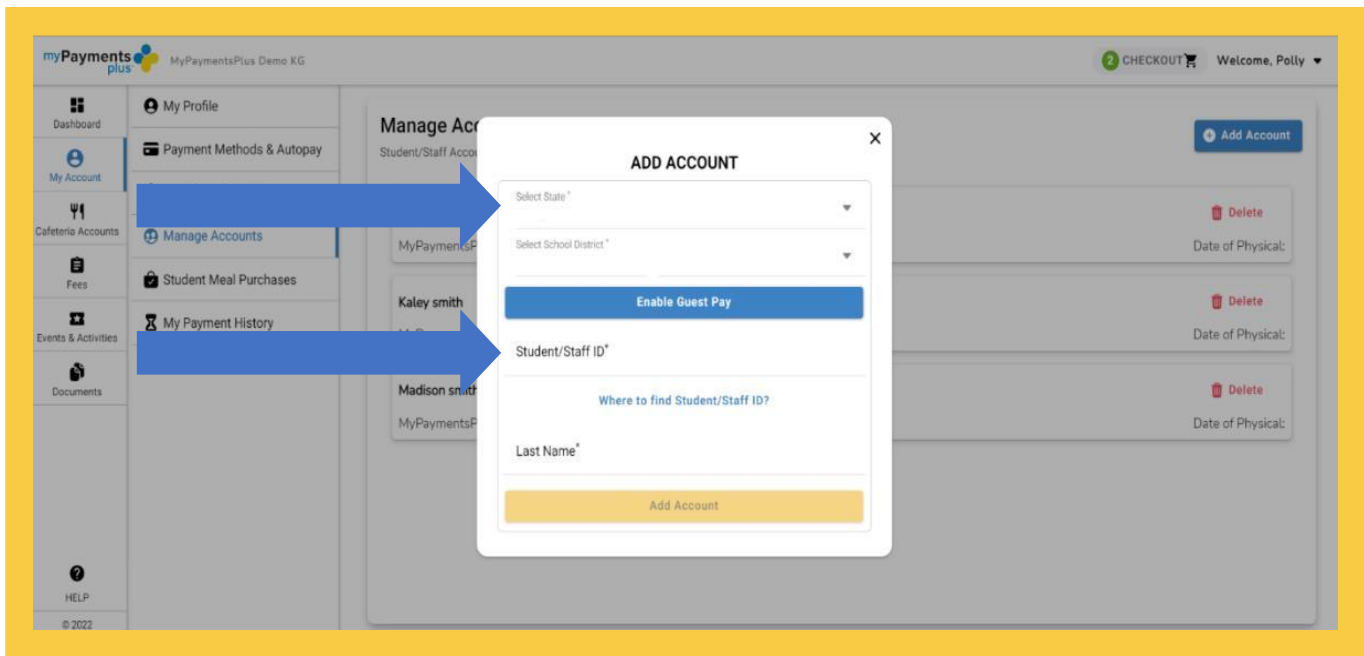 myPayments
plus
MyPaymentsPlus Demo KG
2 CHECKOUT
Welcome, Polly
Dashboard
My Account
Cafeteria Accounts
Fees
Events & Activities
Documents
HELP
© 2022
My Profile
Payment Methods & Autopay
Manage Accounts
Student Meal Purchases
My Payment History
Manage Acc
Student/Staff Accou
Add Account
Delete
MyPaymentsP
Date of Physical:
Kaley smith
Delete
Date of Physical:
Madison smith
Delete
MyPaymentsP
Date of Physical:
ADD ACCOUNT
Select State*
Select School District*
Enable Guest Pay
Student/Staff ID*
Where to find Student/Staff ID?
Last Name*
Add Account